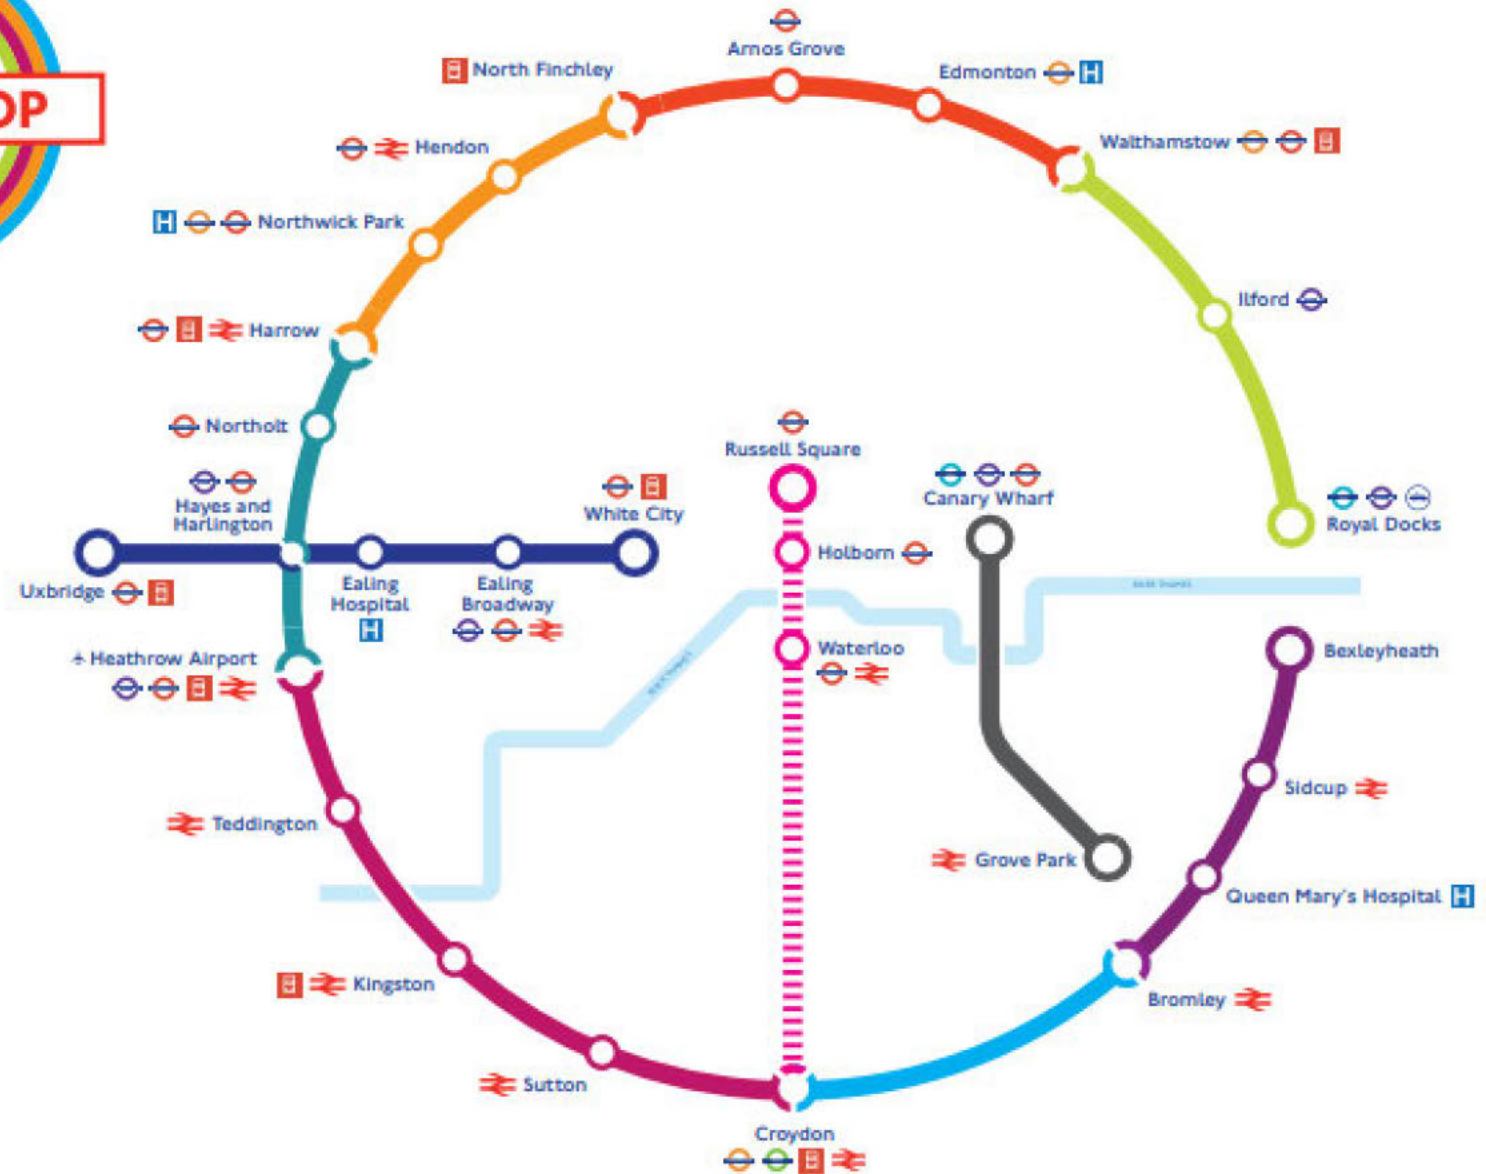 OP
Arnos Grove
North Finchley
Edmonton
H
Hendon
Walthamstow
H
Northwick Park
Ilford
Harrow
Northolt
Russell Square
Hayes and
Harlington
White City
Canary Wharf
Royal Docks
Holborn
Uxbridge
Ealing
Hospital
H
Ealing
Broadway
Waterloo
Heathrow Airport
Bexleyheath
Sidcup
Teddington
Grove Park
Queen Mary's Hospital
H
Kingston
Bromley
Sutton
Croydon